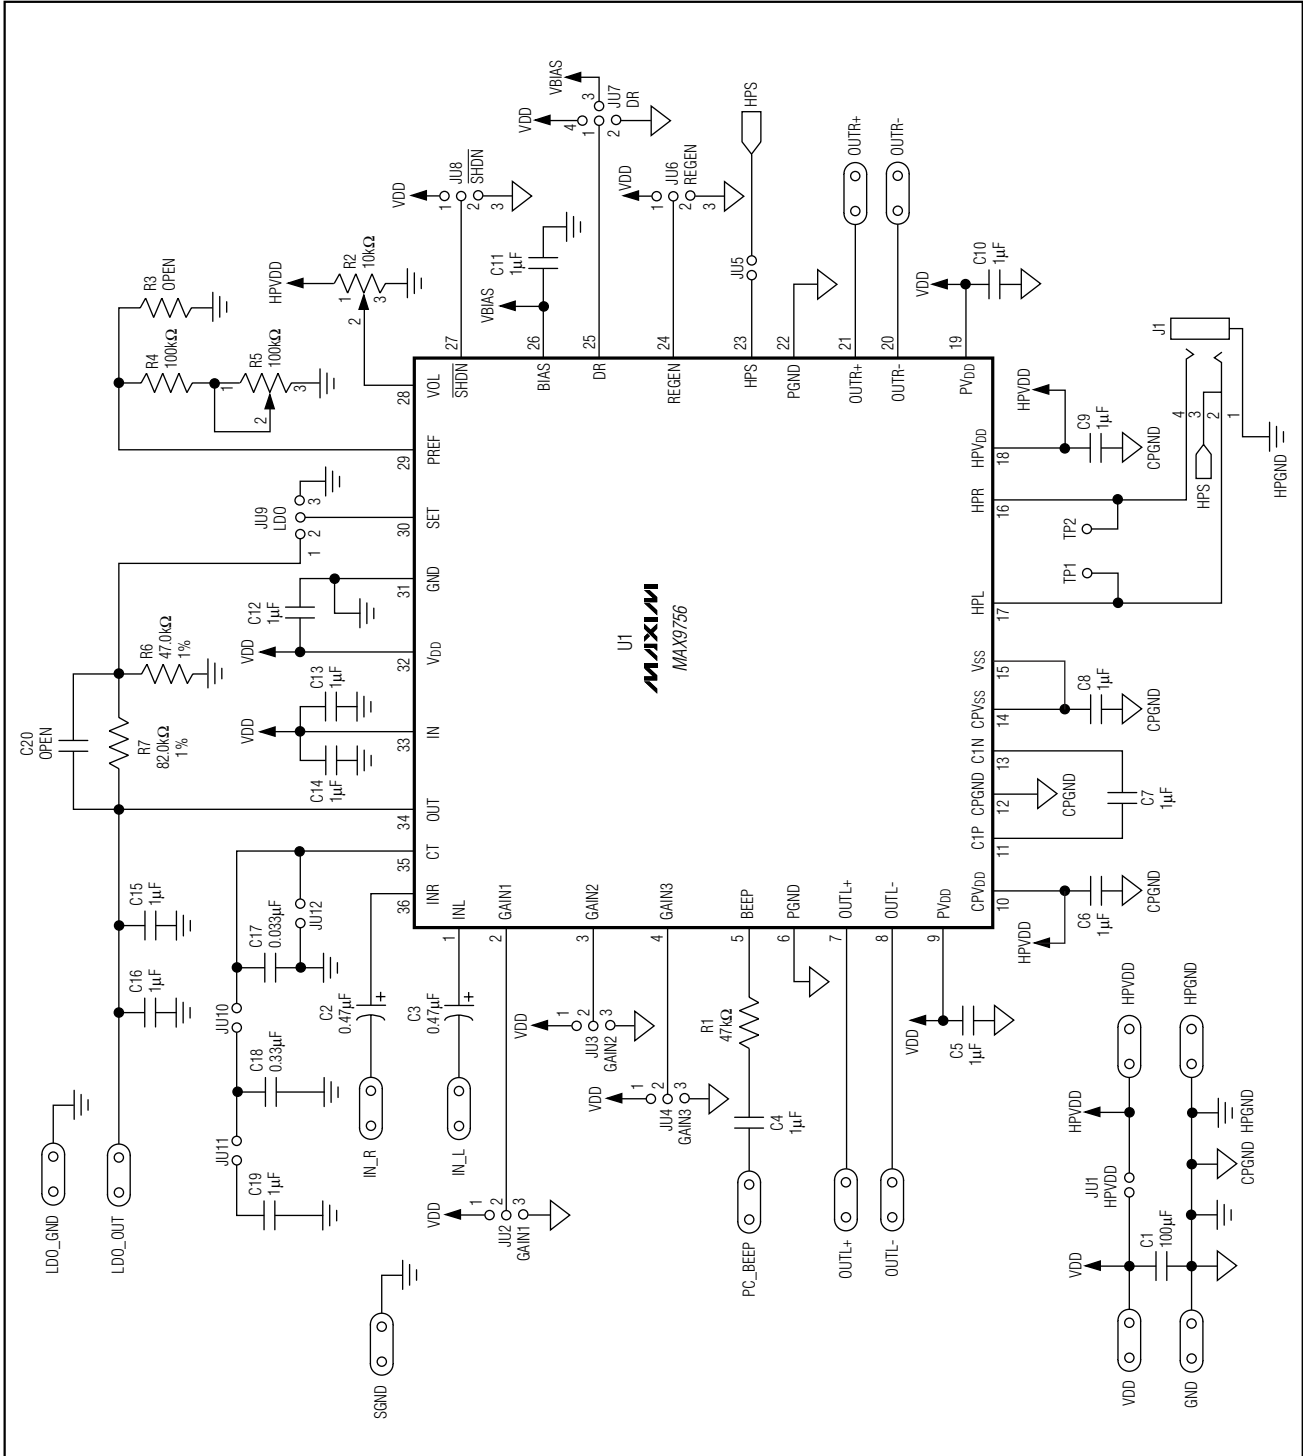 LDO_GND
LDO_OUT
C16
1µF
C15
1µF
C20
OPEN
R7
82.0kΩ
1%
R6
47.0kΩ
1%
JU9
LDO
1
2
3
R4
100kΩ
R3
OPEN
R5
100kΩ
1
2
3
HPVDD
R2
10kΩ
1
2
3
VDD
JU8
SHDN
1
2
3
VBIAS
C11
1µF
VDD
VBIAS
JU7
DR
4
3
1
2
VDD
JU6
REGEN
1
2
3
JU5
HPS
OUTR+
OUTR-
VDD
C10
1µF
JU11
JU10
C19
1µF
C18
0.33µF
C17
0.033µF
JU12
VDD
C14
1µF
C13
1µF
VDD
C12
1µF
IN_R
C2
0.47µF
+
IN_L
C3
0.47µF
+
SGND
VDD
JU2
GAIN1
1
2
3
VDD
JU3
GAIN2
1
2
3
VDD
JU4
GAIN3
1
2
3
PC_BEEP
C4
1µF
R1
47kΩ
OUTL+
OUTL-
VDD
C5
1µF
U1
MAXIM
MAX9756
36
INR
35
CT
34
OUT
33
IN
32
VDD
31
GND
30
SET
29
PREF
28
VOL
27
SHDN
26
BIAS
25
DR
24
REGEN
23
HPS
22
PGND
21
OUTR+
20
OUTR-
19
PVDD
1
INL
2
GAIN1
3
GAIN2
4
GAIN3
5
BEEP
6
PGND
7
OUTL+
8
OUTL-
9
PVDD
10
CPVDD
11
C1P
12
CPGND
13
C1N
14
CPVSS
15
VSS
17
HPL
16
HPR
18
HPVDD
HPVDD
C6
1µF
CPGND
CPGND
C7
1µF
C8
1µF
CPGND
TP1
TP2
HPVDD
C9
1µF
CPGND
HPS
4
3
2
1
J1
HPGND
VDD
GND
VDD
C1
100µF
JU1
HPVDD
HPVDD
CPGND
HPGND
HPVDD
HPGND